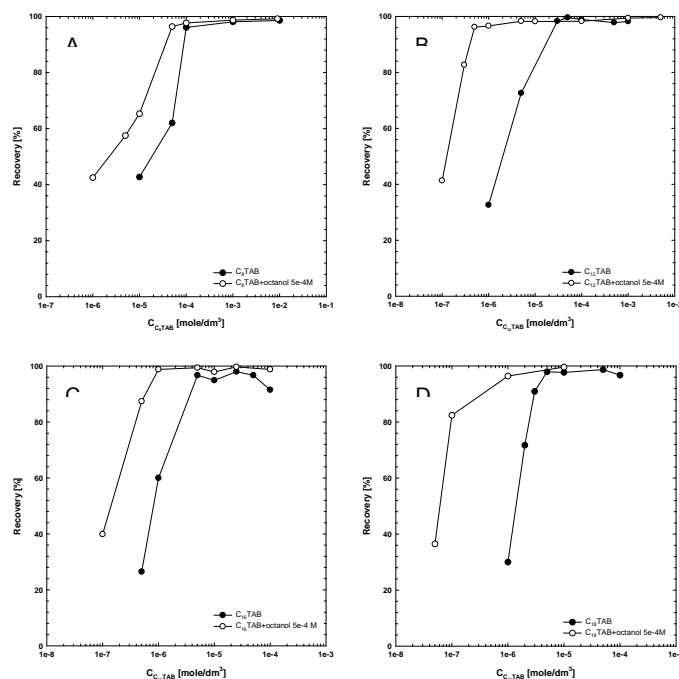 A
100
80
60
40
20
0
Recovery [%]
C₈TAB
C₈TAB+octanol 5e-4M
1e-7 1e-6 1e-5 1e-4 1e-3 1e-2 1e-1
B
100
80
60
40
20
0
Recovery [%]
C₁₂TAB
C₁₂TAB+octanol 5e-4M
1e-8 1e-7 1e-6 1e-5 1e-4 1e-3 1e-2 1e-1
C
100
80
60
40
20
0
Recovery [%]
C₁₆TAB
C₁₆TAB+octanol 5e-4 M
1e-8 1e-7 1e-6 1e-5 1e-4 1e-3
D
100
80
60
40
20
0
Recovery [%]
C₁₈TAB
C₁₈TAB+octanol 5e-4M
1e-8 1e-7 1e-6 1e-5 1e-4 1e-3